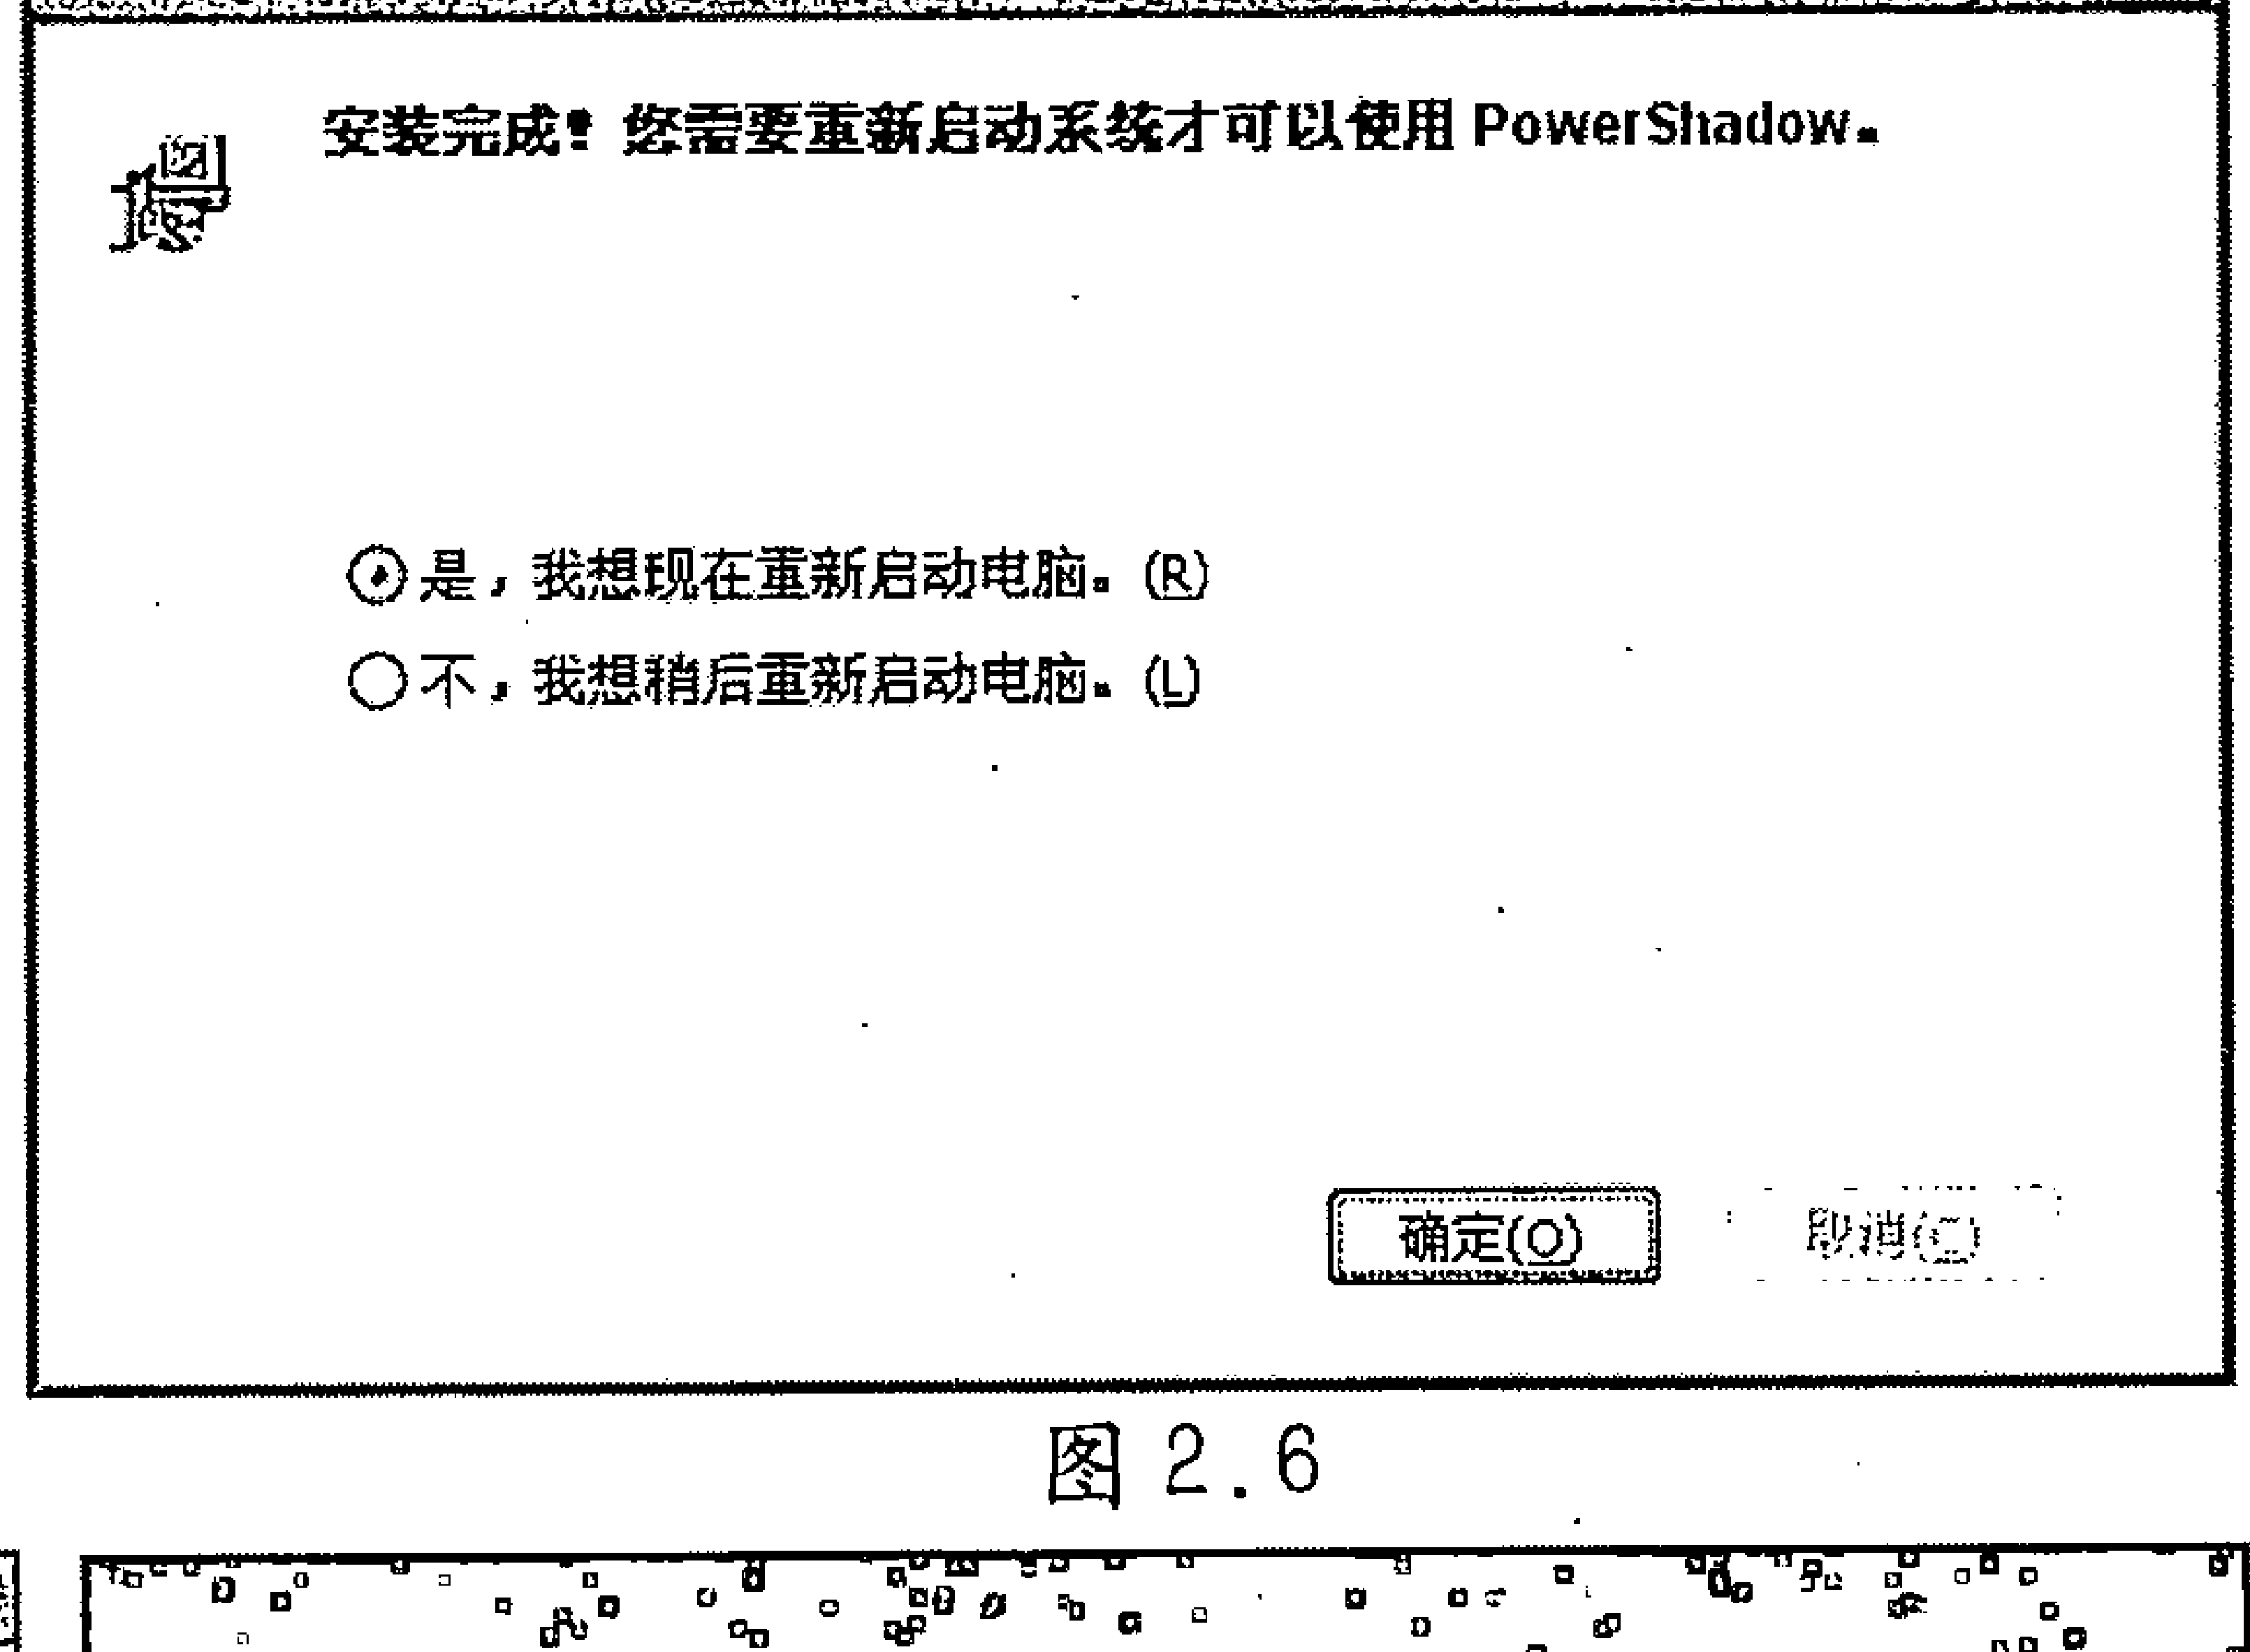 安装完成！您需要重新启动系统才可以使用 PowerShadow。
是，我想现在重新启动电脑。(R)
不，我想稍后重新启动电脑。(L)
确定(O) 取消(C)
图 2.6